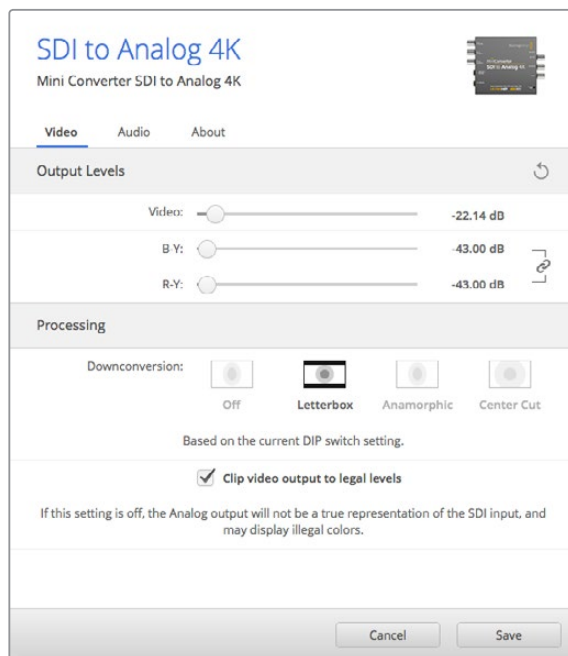 SDI to Analog 4K
Mini Converter SDI to Analog 4K
Video Audio About
Output Levels
Video: -22.14 dB
B-Y: -43.00 dB
R-Y: -43.00 dB
Processing
Downconversion:
Off Letterbox Anamorphic Center Cut
Based on the current DIP switch setting.
Clip video output to legal levels
If this setting is off, the Analog output will not be a true representation of the SDI input, and
may display illegal colors.
Cancel Save